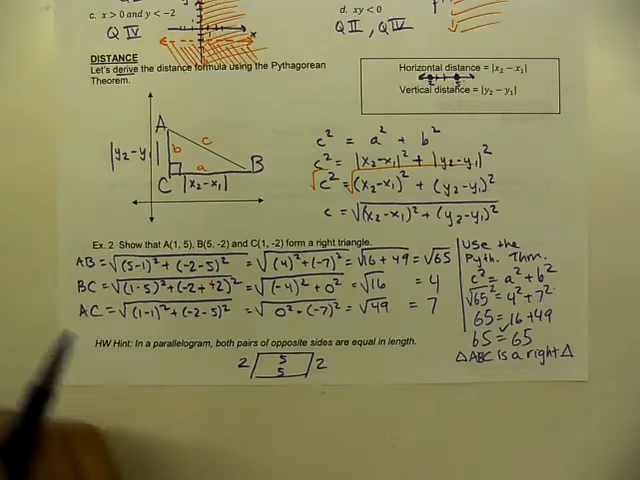 c. x > 0 and y < -2
d. xy < 0
Q IV
x
Q II, Q IV
DISTANCE
Let's derive the distance formula using the Pythagorean
Theorem.
Horizontal distance = |x₂ − x₁|
2 5
Vertical distance = |y₂ − y₁|
A
c
b
|y₂-y₁|
a
B
C
|x₂-x₁|
c² = a² + b²
c² = |x₂-x₁|² + |y₂-y₁|²
√c² = √(x₂-x₁)² + (y₂-y₁)²
c = √(x₂-x₁)² + (y₂-y₁)²
Ex. 2 Show that A(1, 5), B(5, -2) and C(1, -2) form a right triangle.
AB = √(5-1)² + (-2-5)² = √(4)² + (-7)² = √16 + 49 = √65
BC = √(1-5)² + (-2++2)² = √(-4)² + 0² = √16 = 4
AC = √(1-1)² + (-2-5)² = √0² - (-7)² = √49 = 7
Use the
Pyth. Thm.
c² = a² + b²
√65² = 4² + 7²
65 = 16 + 49
65 = 65
△ABC is a right △
HW Hint: In a parallelogram, both pairs of opposite sides are equal in length.
2 5 2
5